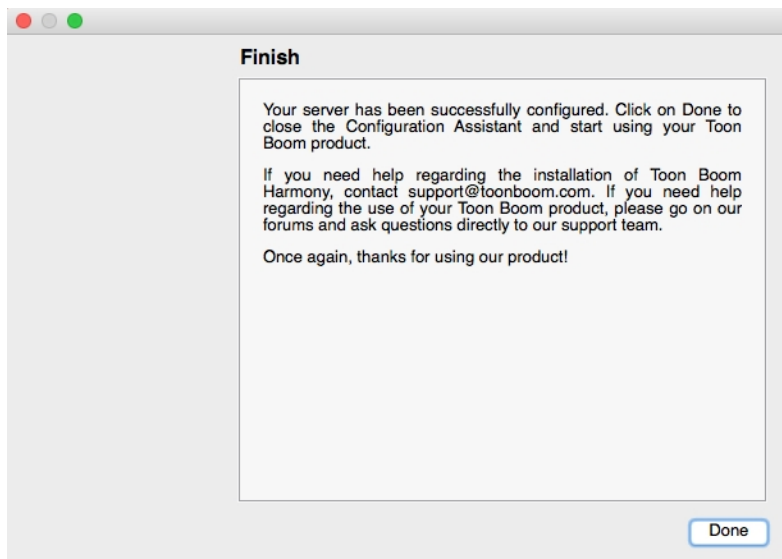 Finish
Your server has been successfully configured. Click on Done to
close the Configuration Assistant and start using your Toon
Boom product.
If you need help regarding the installation of Toon Boom
Harmony, contact support@toonboom.com. If you need help
regarding the use of your Toon Boom product, please go on our
forums and ask questions directly to our support team.
Once again, thanks for using our product!
Done